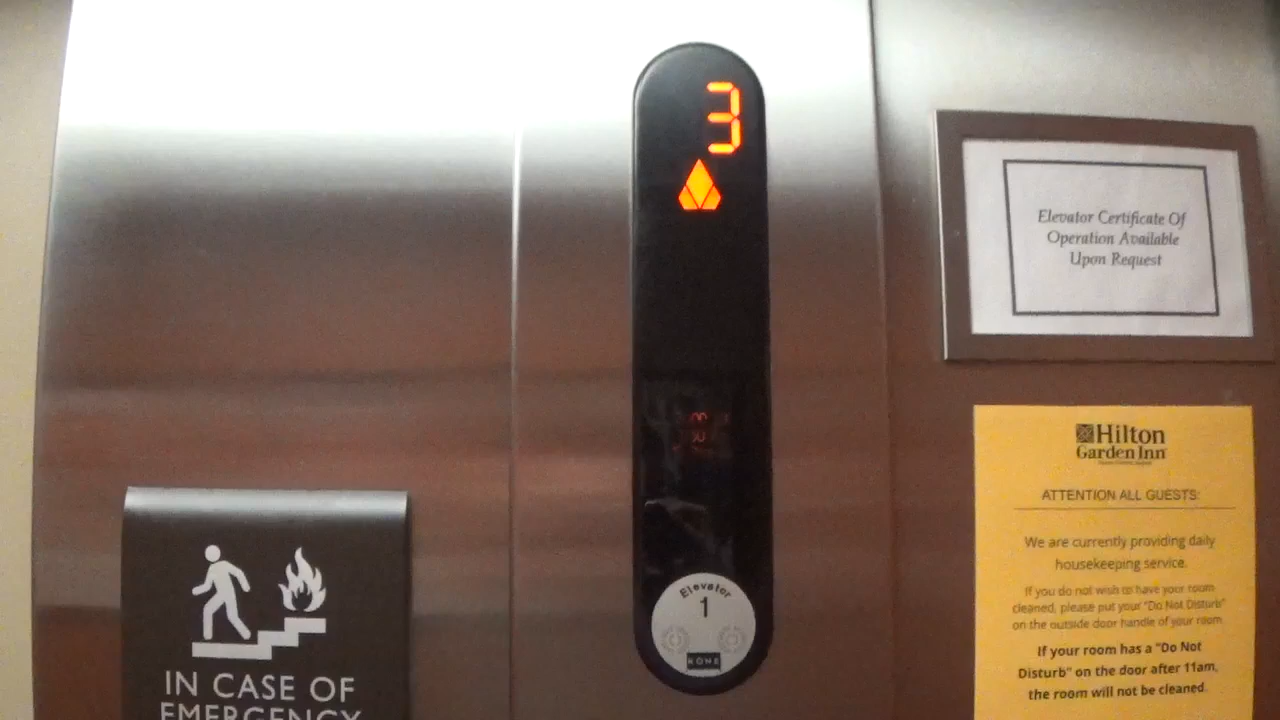 3
Elevator Certificate Of
Operation Available
Upon Request
Hilton
Garden Inn
ATTENTION ALL GUESTS:
We are currently providing daily
housekeeping service.
If you do not wish to have your room
cleaned, please put your "Do Not Disturb"
on the outside door handle of your room
If your room has a "Do Not
Disturb" on the door after 11am,
the room will not be cleaned.
Elevator
1
KONE
IN CASE OF
EMERGENCY